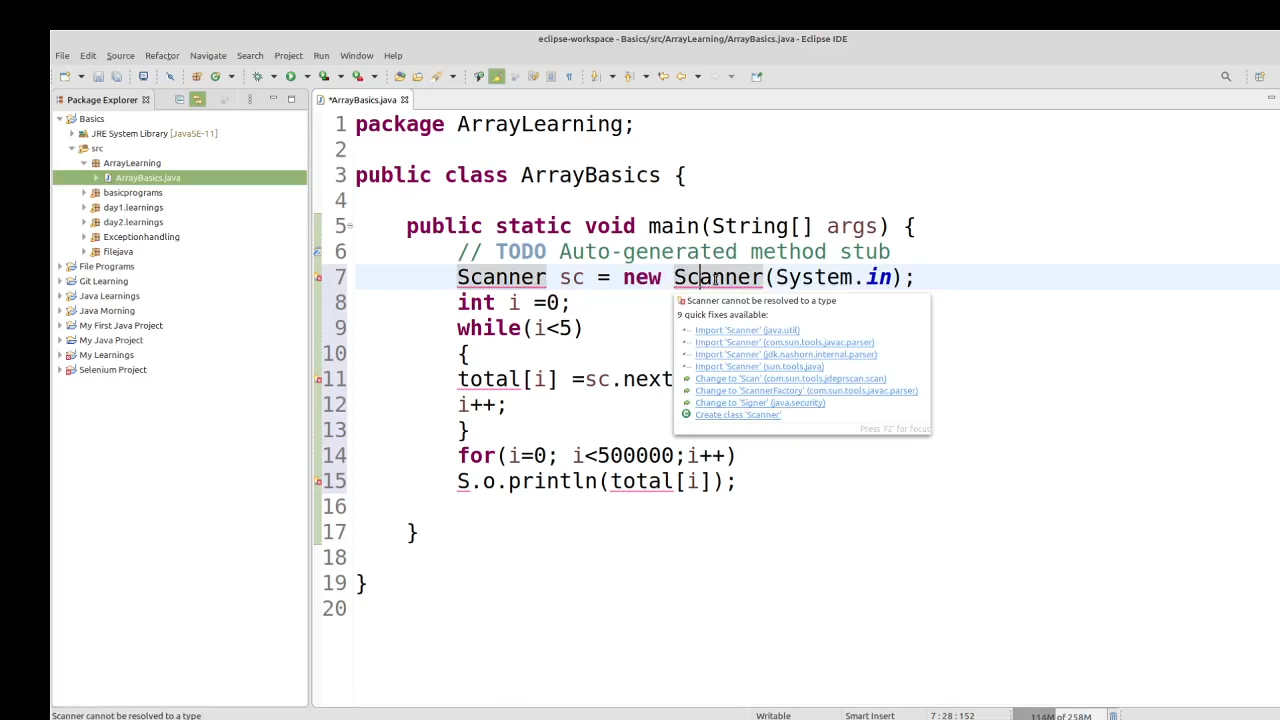 eclipse-workspace - Basics/src/ArrayLearning/ArrayBasics.java - Eclipse IDE
File Edit Source Refactor Navigate Search Project Run Window Help
Package Explorer
*ArrayBasics.java
Basics
JRE System Library [JavaSE-11]
src
ArrayLearning
ArrayBasics.java
basicprograms
day1.learnings
day2.learnings
Exceptionhandling
filejava
File Programs
Git Learning
Java Learnings
Java Morning
My First Java Project
My Java Project
My Learnings
Selenium Project
1 package ArrayLearning;
2
3 public class ArrayBasics {
4
5 public static void main(String[] args) {
6 // TODO Auto-generated method stub
7 Scanner sc = new Scanner(System.in);
8 int i =0;
9 while(i<5)
10 {
11 total[i] =sc.next
12 i++;
13 }
14 for(i=0; i<500000;i++)
15 S.o.println(total[i]);
16
17 }
18
19 }
20
Scanner cannot be resolved to a type
9 quick fixes available:
Import 'Scanner' (java.util)
Import 'Scanner' (com.sun.tools.javac.parser)
Import 'Scanner' (jdk.nashorn.internal.parser)
Import 'Scanner' (sun.tools.java)
Change to 'Scan' (com.sun.tools.jdeprscan.scan)
Change to 'ScannerFactory' (com.sun.tools.javac.parser)
Change to 'Signer' (java.security)
Create class 'Scanner'
Press 'F2' for focus
Scanner cannot be resolved to a type
Writable
Smart Insert
7 : 28 : 152
114M of 258M